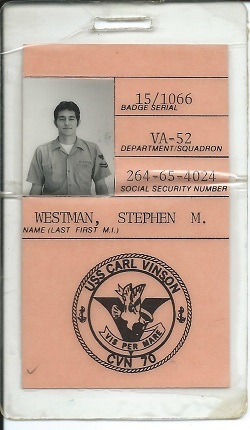 15/1066
BADGE SERIAL
VA-52
DEPARTMENT/SQUADRON
264-65-4024
SOCIAL SECURITY NUMBER
WESTMAN, STEPHEN M.
NAME (LAST FIRST M.I.)
USS CARL VINSON
VIS PER MARE
CVN 70